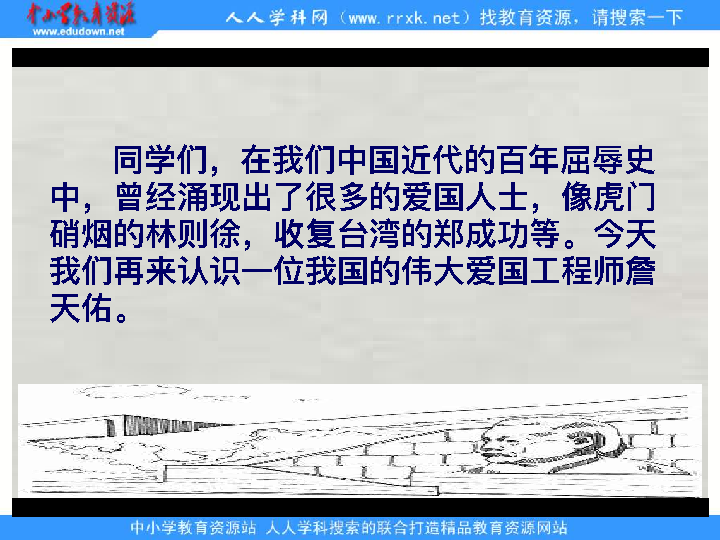 中小学教育资源
www.edudown.net
人人学科网（www.rrxk.net）找教育资源，请搜索一下
同学们，在我们中国近代的百年屈辱史
中，曾经涌现出了很多的爱国人士，像虎门
硝烟的林则徐，收复台湾的郑成功等。今天
我们再来认识一位我国的伟大爱国工程师詹
天佑。
中小学教育资源站 人人学科搜索的联合打造精品教育资源网站